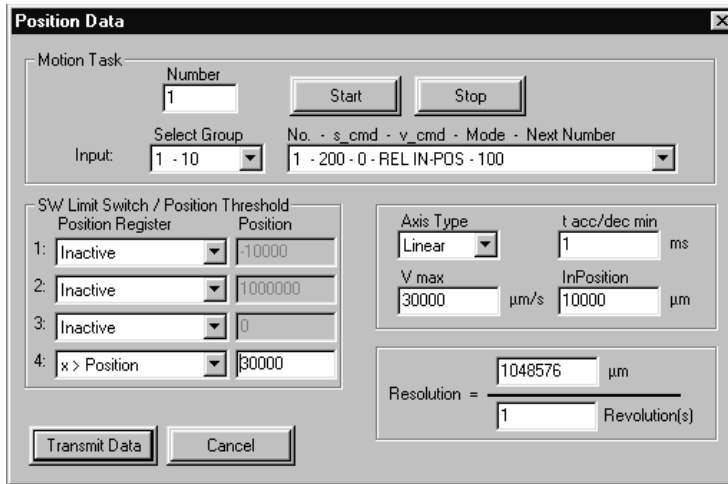 Position Data
Motion Task
Number
1
Start
Stop
Select Group
No. - s_cmd - v_cmd - Mode - Next Number
Input:
1 - 10
1 - 200 - 0 - REL IN-POS - 100
SW Limit Switch / Position Threshold
Position Register
Position
1:
Inactive
-10000
2:
Inactive
1000000
3:
Inactive
0
4:
x > Position
30000
Axis Type
t acc/dec min
Linear
1
ms
V max
InPosition
30000
µm/s
10000
µm
Resolution =
1048576
µm
1
Revolution(s)
Transmit Data
Cancel